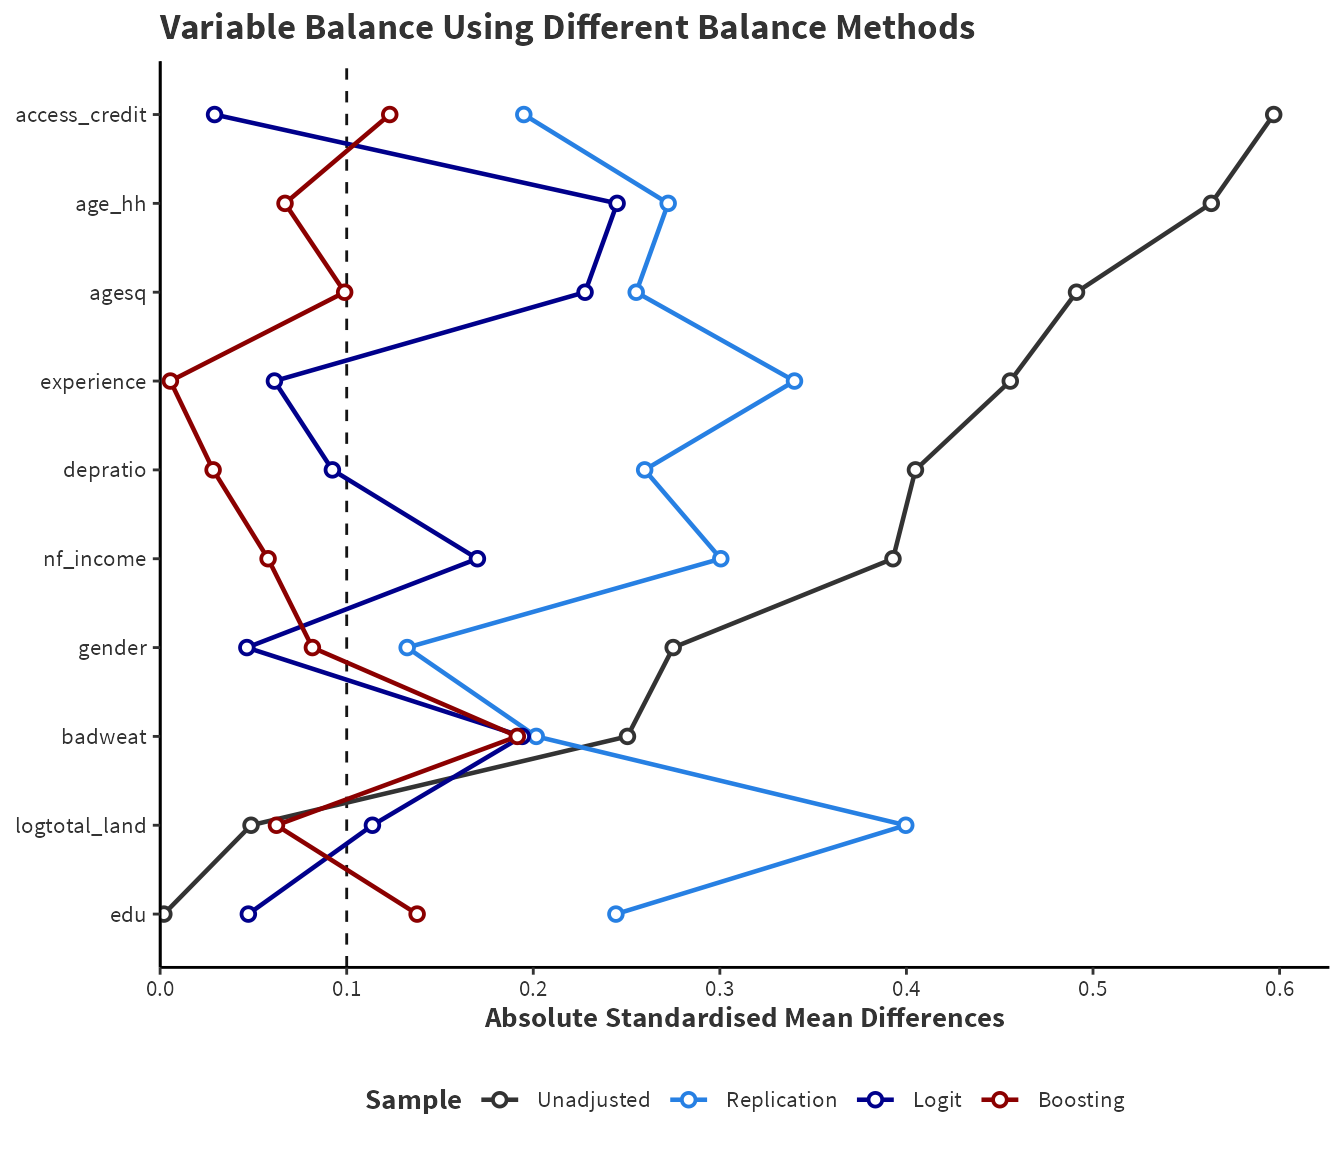 Variable Balance Using Different Balance Methods
access_credit
age_hh
agesq
experience
depratio
nf_income
gender
badweat
logtotal_land
edu
0.0 0.1 0.2 0.3 0.4 0.5 0.6
Absolute Standardised Mean Differences
Sample Unadjusted Replication Logit Boosting